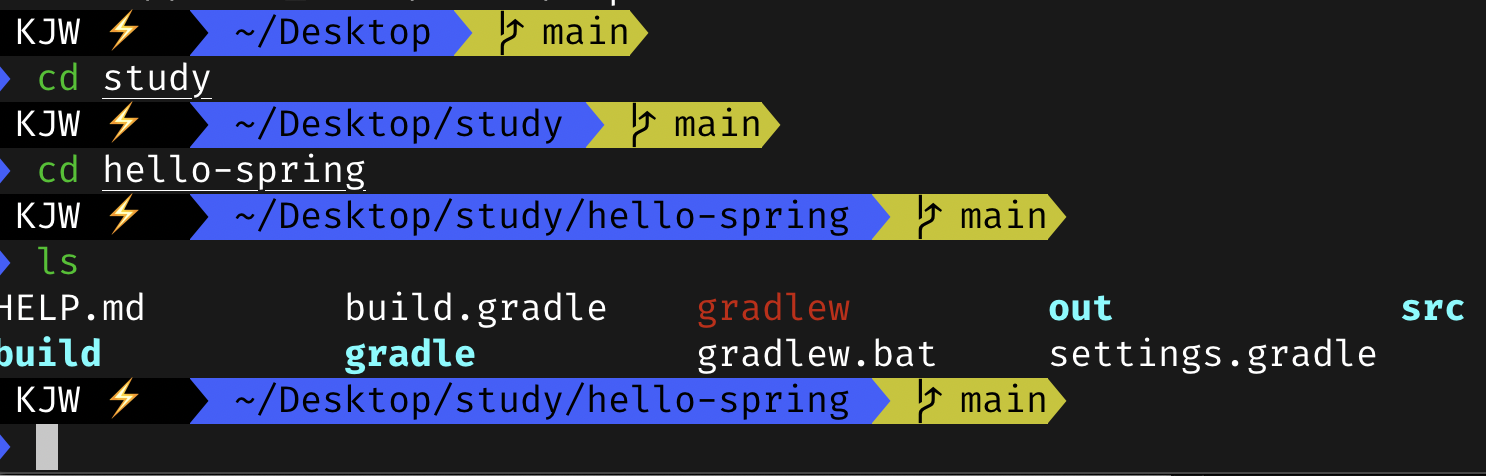 KJW ⚡ ~/Desktop main
cd study
KJW ⚡ ~/Desktop/study main
cd hello-spring
KJW ⚡ ~/Desktop/study/hello-spring main
ls
HELP.md build.gradle gradlew out src
build gradle gradlew.bat settings.gradle
KJW ⚡ ~/Desktop/study/hello-spring main